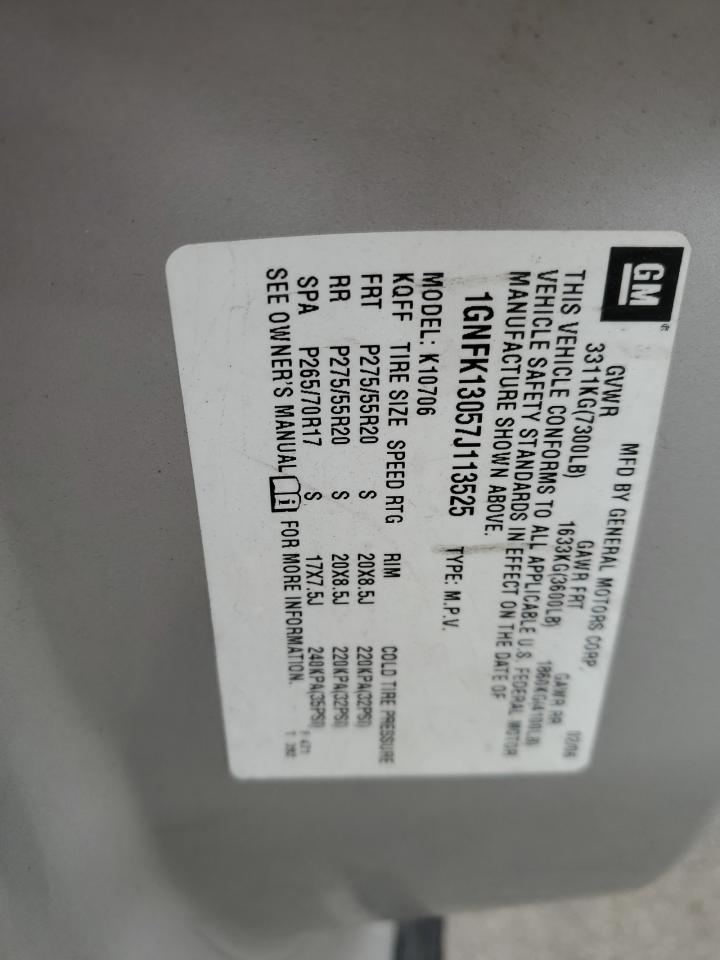 GM
MFD BY GENERAL MOTORS CORP. 12/06
GVWR GAWR FRT GAWR RR
3311KG(7300LB) 1633KG(3600LB) 1860KG(4100LB)
THIS VEHICLE CONFORMS TO ALL APPLICABLE U.S. FEDERAL MOTOR
VEHICLE SAFETY STANDARDS IN EFFECT ON THE DATE OF
MANUFACTURE SHOWN ABOVE.
1GNFK13057J113525 TYPE: M.P.V.
MODEL: K10706
KQFF TIRE SIZE SPEED RTG RIM COLD TIRE PRESSURE
FRT P275/55R20 S 20X8.5J 220KPA(32PSI)
RR P275/55R20 S 20X8.5J 220KPA(32PSI)
SPA P265/70R17 S 17X7.5J 240KPA(35PSI)
SEE OWNER'S MANUAL FOR MORE INFORMATION.